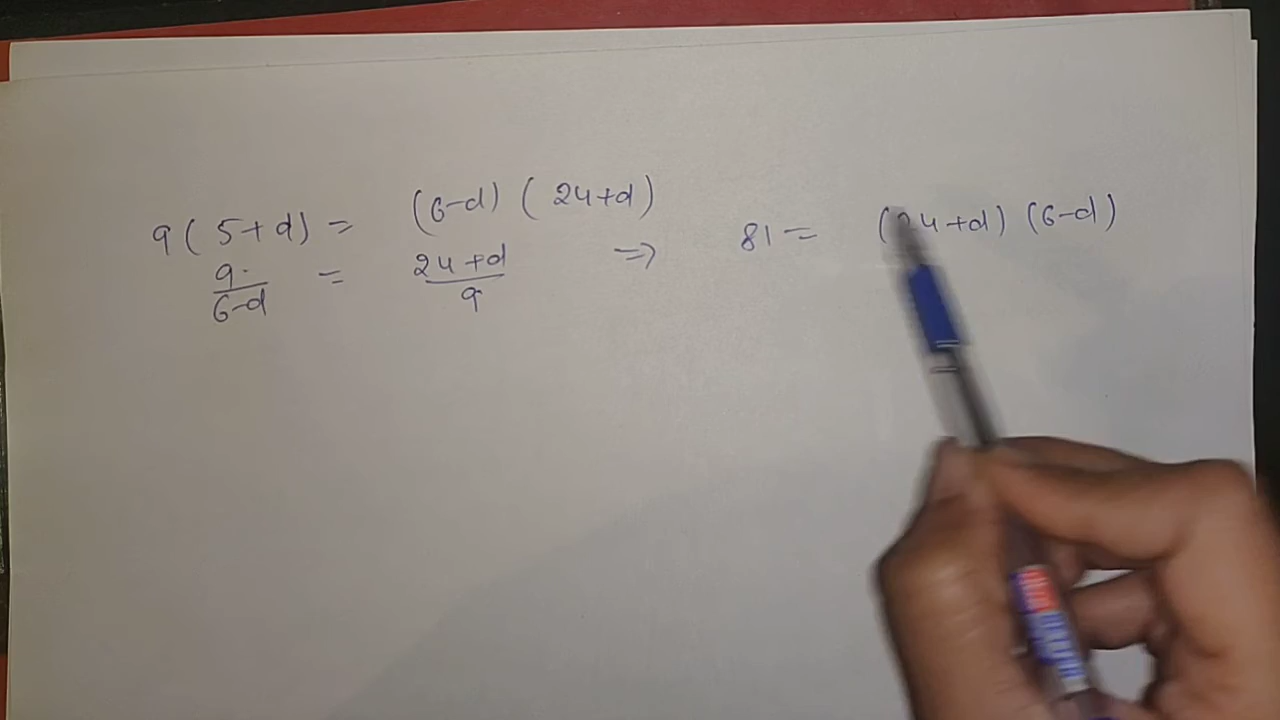 9 ( 5+d) = (6-d) ( 24+d)
9/(6-d) = (24+d)/9 ⇒ 81 = (24+d) (6-d)